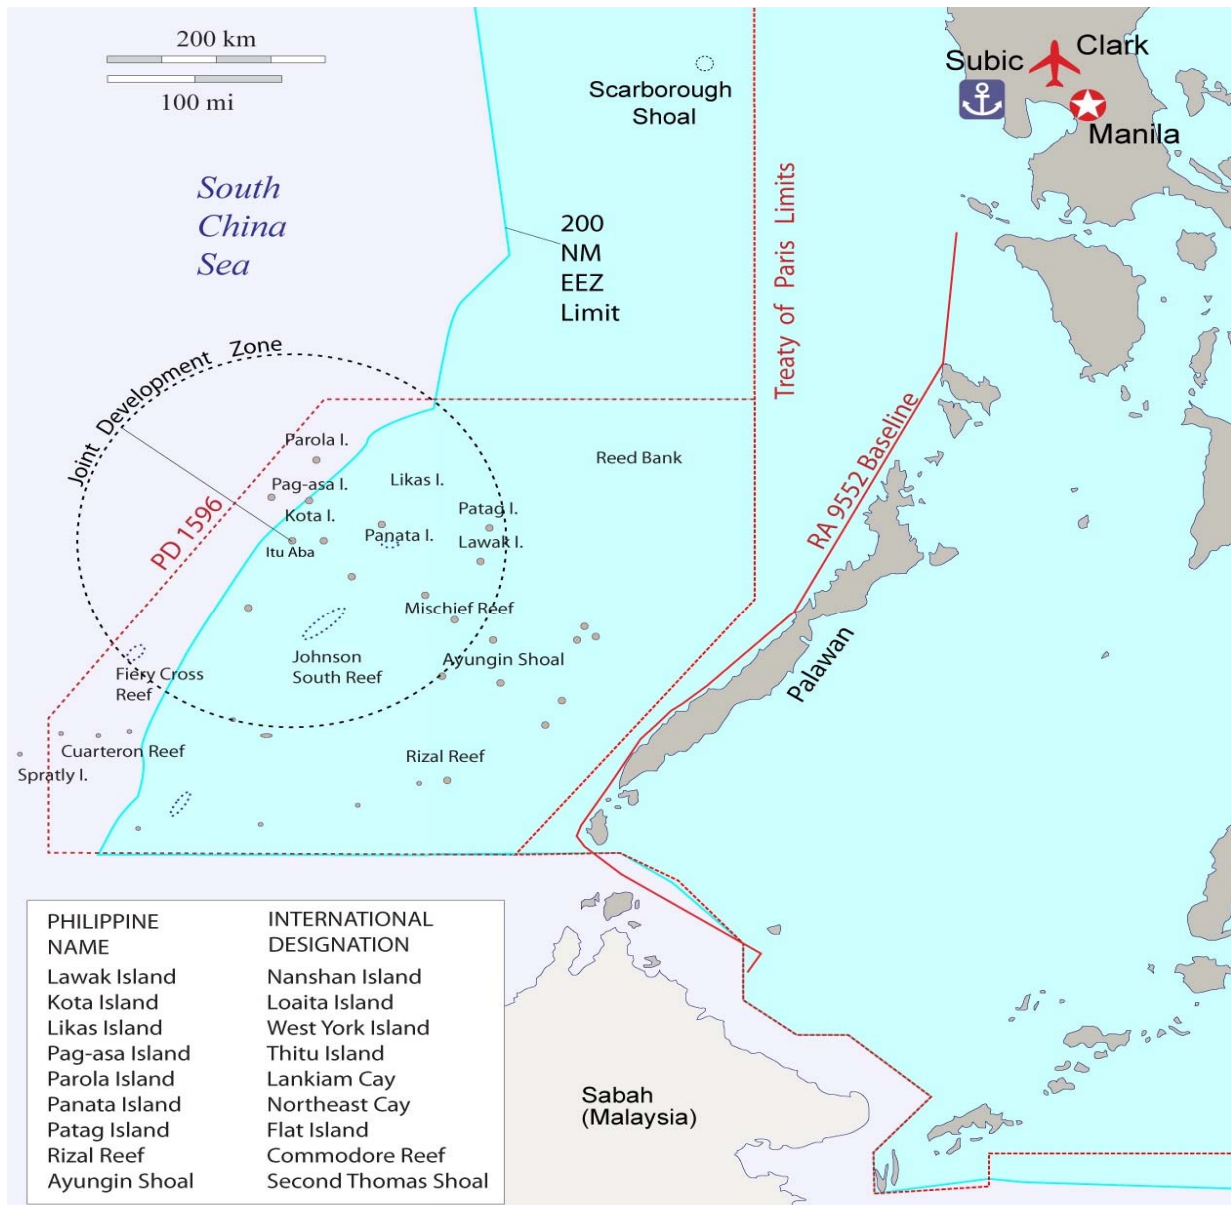 200 km
100 mi
Scarborough
Shoal
Subic
Clark
Manila
South
China
Sea
200
NM
EEZ
Limit
Treaty of Paris Limits
RA 9552 Baseline
Joint Development Zone
PD 1596
Parola I.
Pag-asa I.
Likas I.
Reed Bank
Kota I.
Patag I.
Panata I.
Itu Aba
Lawak I.
Mischief Reef
Johnson
South Reef
Ayungin Shoal
Fiery Cross
Reef
Palawan
Cuarteron Reef
Rizal Reef
Spratly I.
PHILIPPINE NAME
INTERNATIONAL DESIGNATION
Lawak Island Nanshan Island
Kota Island Loaita Island
Likas Island West York Island
Pag-asa Island Thitu Island
Parola Island Lankiam Cay
Panata Island Northeast Cay
Patag Island Flat Island
Rizal Reef Commodore Reef
Ayungin Shoal Second Thomas Shoal
Sabah
(Malaysia)